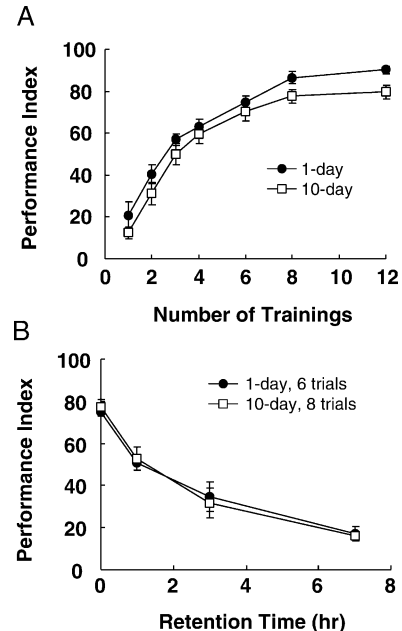 A
100
80
60
40
20
0
Performance Index
1-day
10-day
0 2 4 6 8 10 12
Number of Trainings
B
100
80
60
40
20
0
Performance Index
1-day, 6 trials
10-day, 8 trials
0 2 4 6 8
Retention Time (hr)